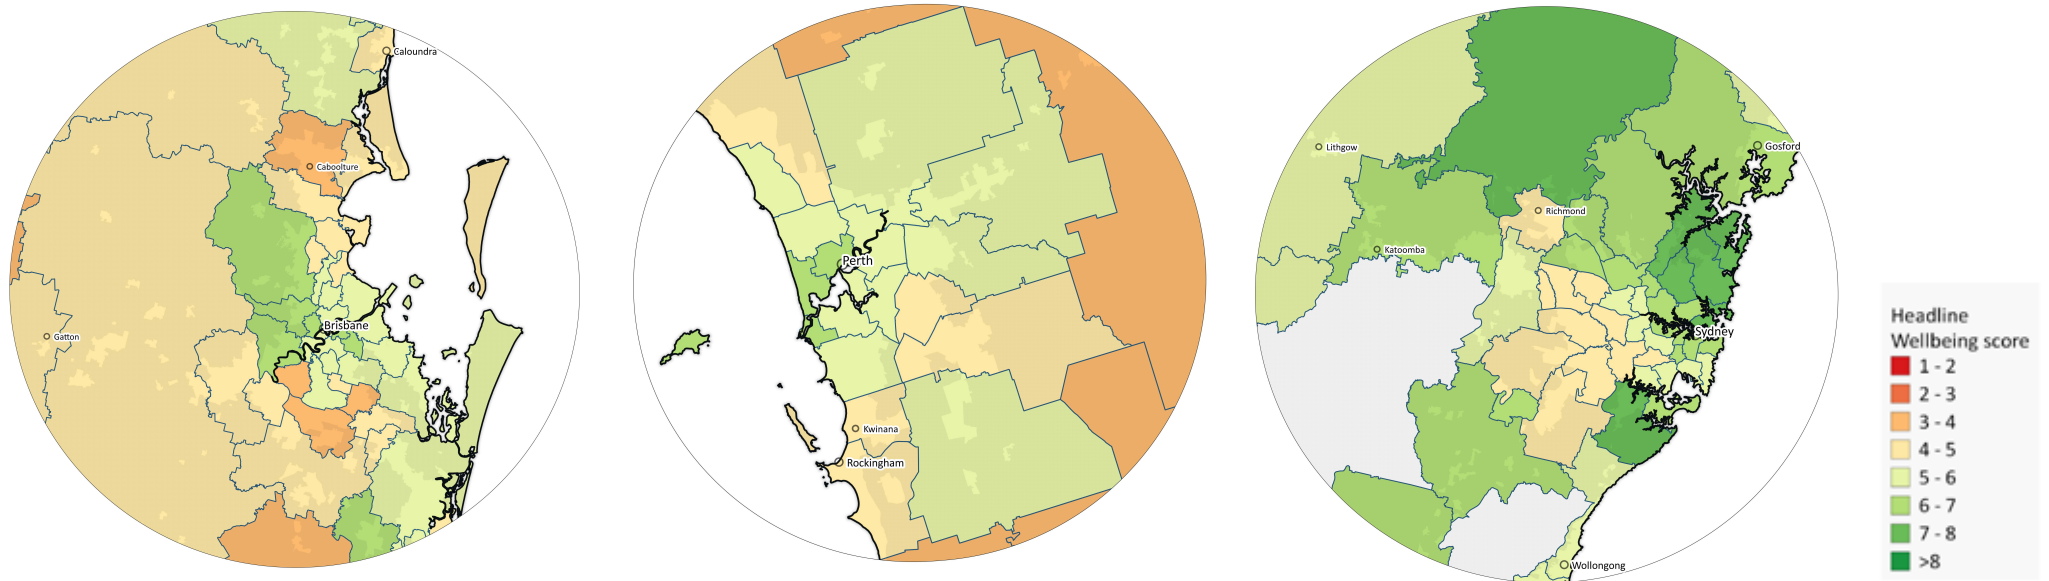 Caloundra
Caboolture
Brisbane
Gatton
Perth
Kwinana
Rockingham
Lithgow
Gosford
Richmond
Katoomba
Sydney
Wollongong
Headline
Wellbeing score
1 - 2
2 - 3
3 - 4
4 - 5
5 - 6
6 - 7
7 - 8
>8